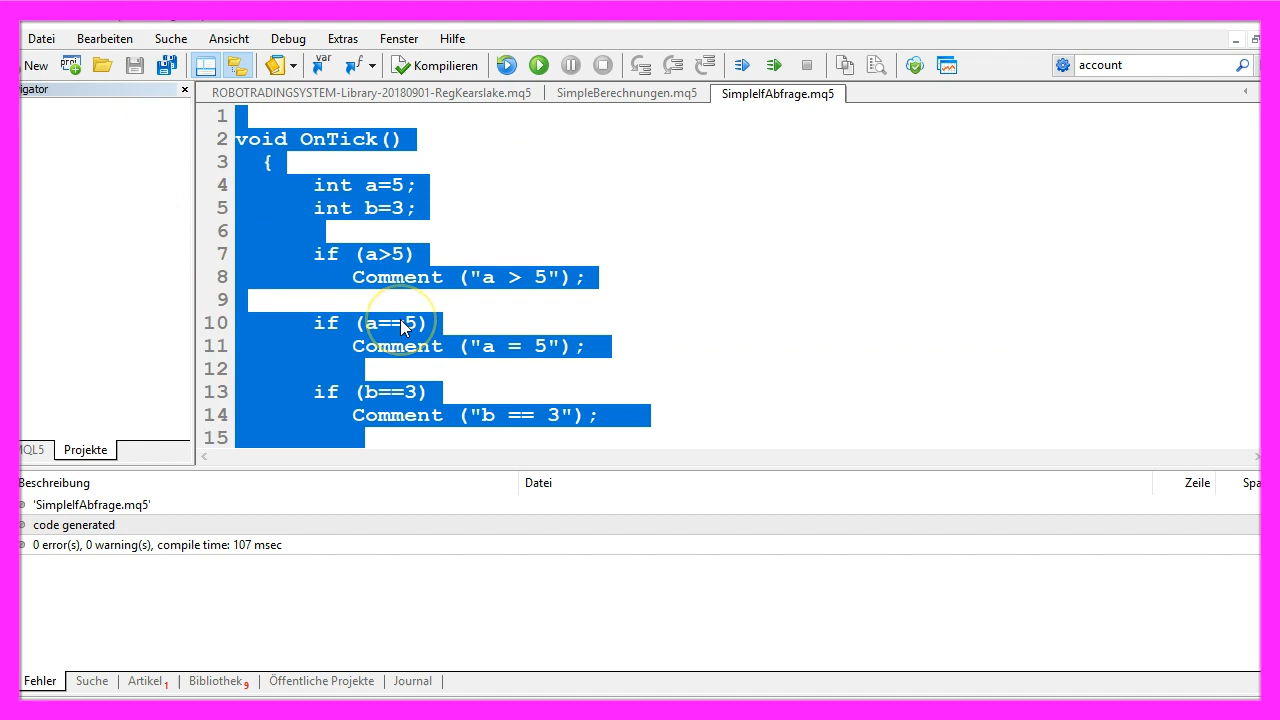 Datei Bearbeiten Suche Ansicht Debug Extras Fenster Hilfe
New var Kompilieren account
igator
ROBOTRADINGSYSTEM-Library-20180901-RegKearslake.mq5 SimpleBerechnungen.mq5 SimpleIfAbfrage.mq5
1
2 void OnTick()
3 {
4 int a=5;
5 int b=3;
6
7 if (a>5)
8 Comment ("a > 5");
9
10 if (a==5)
11 Comment ("a = 5");
12
13 if (b==3)
14 Comment ("b == 3");
15
MQL5 Projekte
Beschreibung Datei Zeile Spa
'SimpleIfAbfrage.mq5'
code generated
0 error(s), 0 warning(s), compile time: 107 msec
Fehler Suche Artikel 1 Bibliothek 9 Öffentliche Projekte Journal